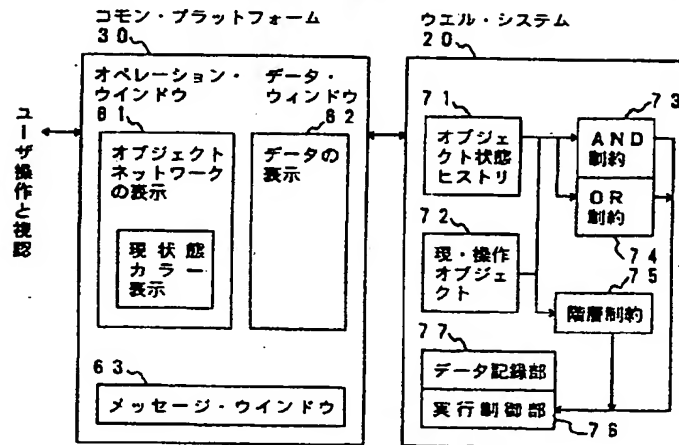 コモン・プラットフォーム
30
オペレーション・
ウインドウ
61
オブジェクト
ネットワーク
の表示
現状態
カラー
表示
データ・
ウィンドウ
62
データの
表示
63
メッセージ・ウインドウ
ユーザ操作と視認
ウエル・システム
20
71
オブジェ
クト状態
ヒストリ
72
現・操作
オブジェ
クト
73
AND
制約
OR
制約
74
75
階層制約
77
データ記録部
実行制御部
76